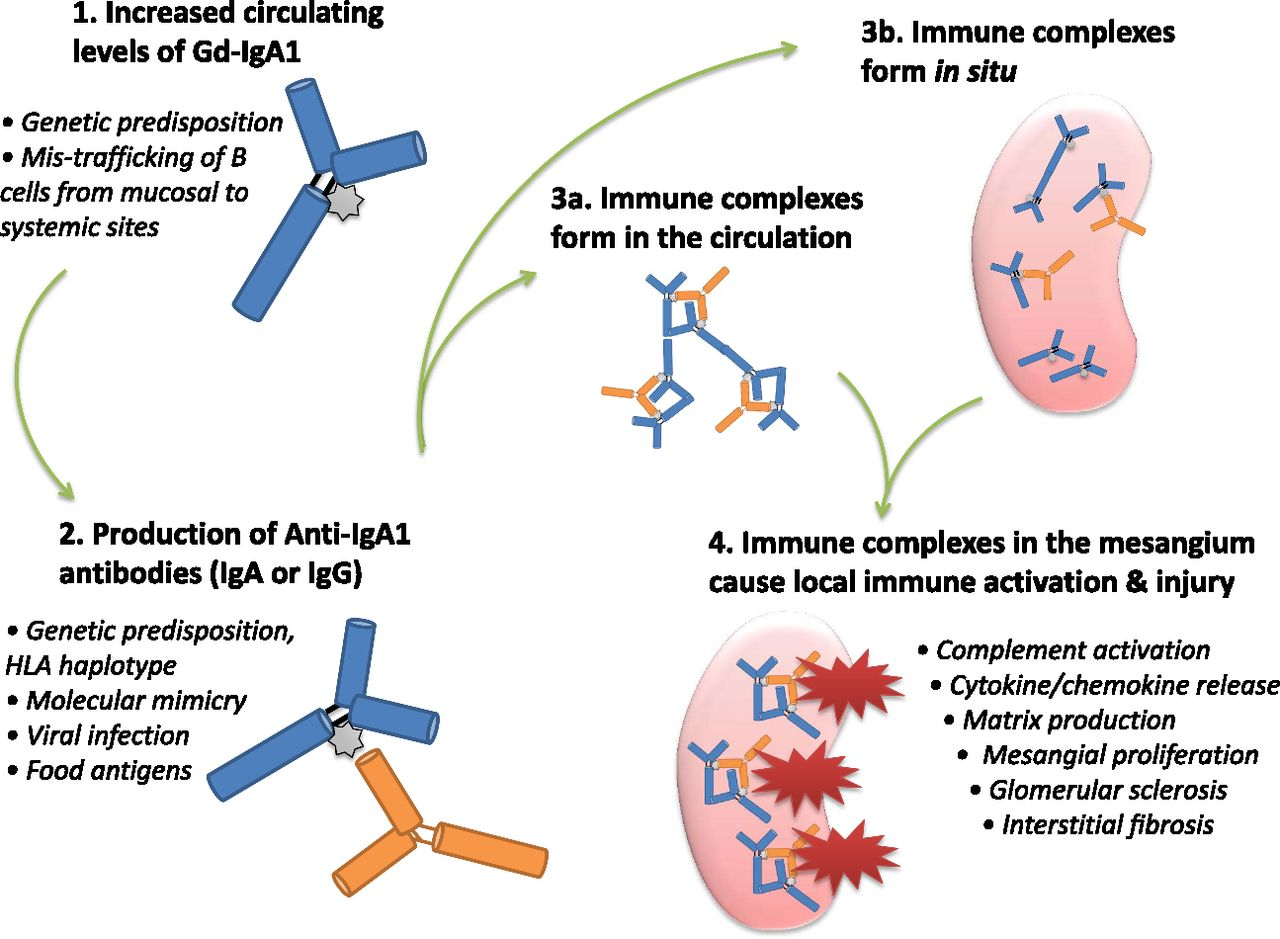 1. Increased circulating
levels of Gd-IgA1
• Genetic predisposition
• Mis-trafficking of B
cells from mucosal to
systemic sites
2. Production of Anti-IgA1
antibodies (IgA or IgG)
• Genetic predisposition,
HLA haplotype
• Molecular mimicry
• Viral infection
• Food antigens
3a. Immune complexes
form in the circulation
3b. Immune complexes
form in situ
4. Immune complexes in the mesangium
cause local immune activation & injury
• Complement activation
• Cytokine/chemokine release
• Matrix production
• Mesangial proliferation
• Glomerular sclerosis
• Interstitial fibrosis